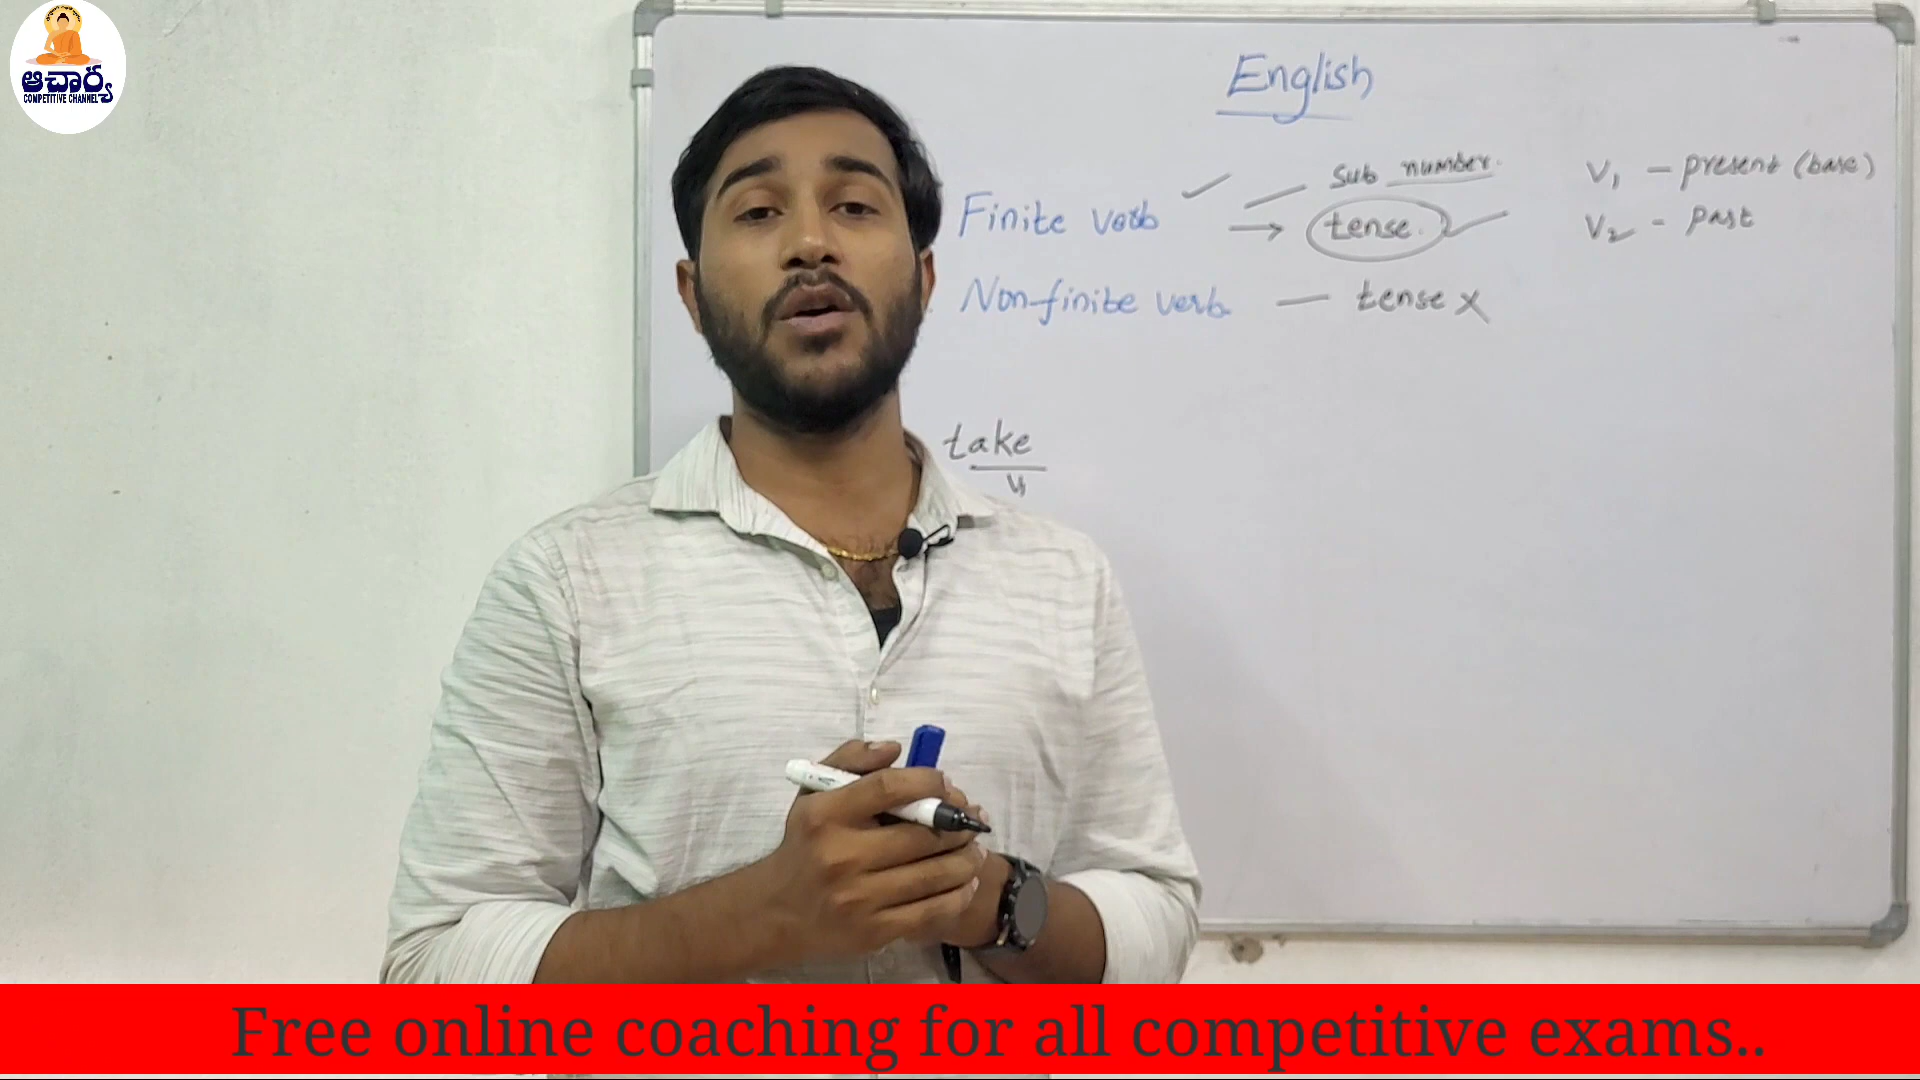 ఆచార్య
COMPETITIVE CHANNEL
English
Finite verb ✓ → sub number.
tense. ✓
V1 – present (base)
V2 – past
Non-finite verb — tense x
take
V1
Free online coaching for all competitive exams..